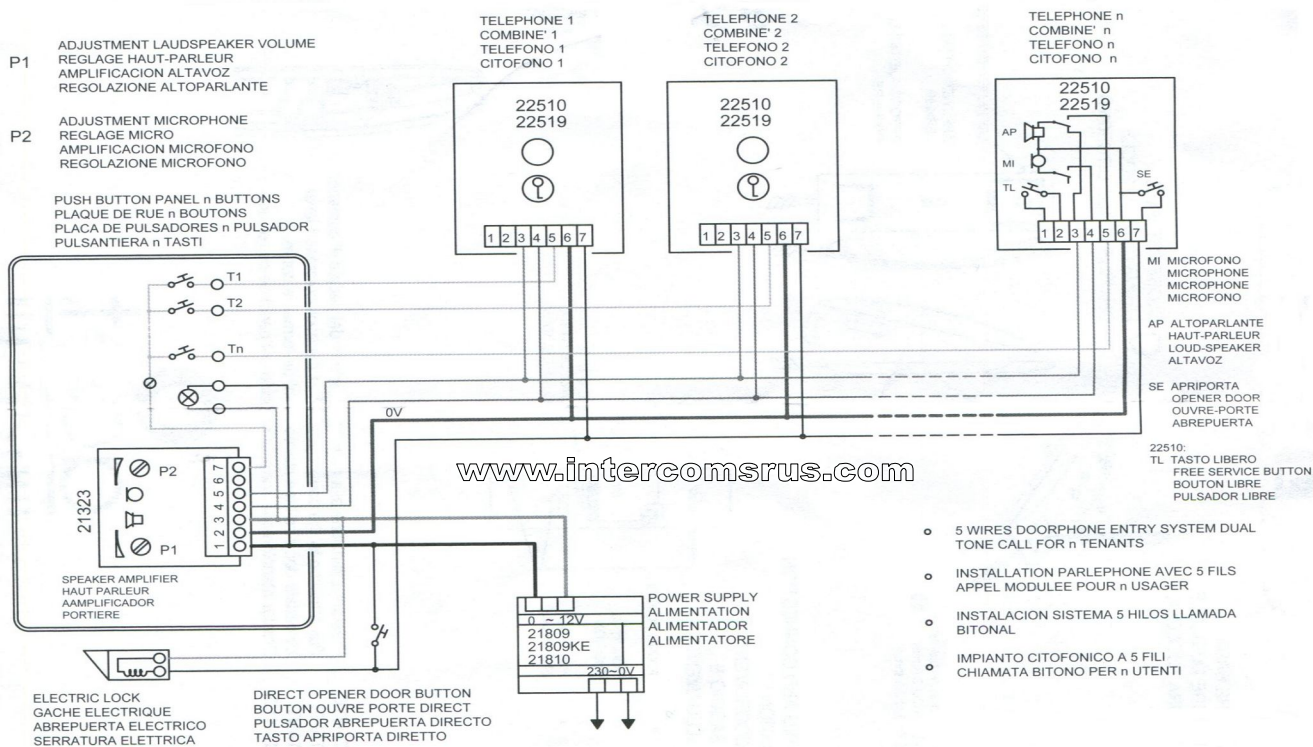 P1
ADJUSTMENT LAUDSPEAKER VOLUME
REGLAGE HAUT-PARLEUR
AMPLIFICACION ALTAVOZ
REGOLAZIONE ALTOPARLANTE
P2
ADJUSTMENT MICROPHONE
REGLAGE MICRO
AMPLIFICACION MICROFONO
REGOLAZIONE MICROFONO
PUSH BUTTON PANEL n BUTTONS
PLAQUE DE RUE n BOUTONS
PLACA DE PULSADORES n PULSADOR
PULSANTIERA n TASTI
TELEPHONE 1
COMBINE' 1
TELEFONO 1
CITOFONO 1
22510
22519
1 2 3 4 5 6 7
TELEPHONE 2
COMBINE' 2
TELEFONO 2
CITOFONO 2
22510
22519
1 2 3 4 5 6 7
TELEPHONE n
COMBINE' n
TELEFONO n
CITOFONO n
22510
22519
AP
MI
TL
SE
1 2 3 4 5 6 7
T1
T2
Tn
0V
21323
P2
P1
1 2 3 4 5 6 7
SPEAKER AMPLIFIER
HAUT PARLEUR
AAMPLIFICADOR
PORTIERE
MI MICROFONO
MICROPHONE
MICROPHONE
MICROFONO
AP ALTOPARLANTE
HAUT-PARLEUR
LOUD-SPEAKER
ALTAVOZ
SE APRIPORTA
OPENER DOOR
OUVRE-PORTE
ABREPUERTA
22510:
TL TASTO LIBERO
FREE SERVICE BUTTON
BOUTON LIBRE
PULSADOR LIBRE
www.intercomsrus.com
0 ~ 12V
21809
21809KE
21810
230~0V
POWER SUPPLY
ALIMENTATION
ALIMENTADOR
ALIMENTATORE
5 WIRES DOORPHONE ENTRY SYSTEM DUAL
TONE CALL FOR n TENANTS
INSTALLATION PARLEPHONE AVEC 5 FILS
APPEL MODULEE POUR n USAGER
INSTALACION SISTEMA 5 HILOS LLAMADA
BITONAL
IMPIANTO CITOFONICO A 5 FILI
CHIAMATA BITONO PER n UTENTI
ELECTRIC LOCK
GACHE ELECTRIQUE
ABREPUERTA ELECTRICO
SERRATURA ELETTRICA
DIRECT OPENER DOOR BUTTON
BOUTON OUVRE PORTE DIRECT
PULSADOR ABREPUERTA DIRECTO
TASTO APRIPORTA DIRETTO